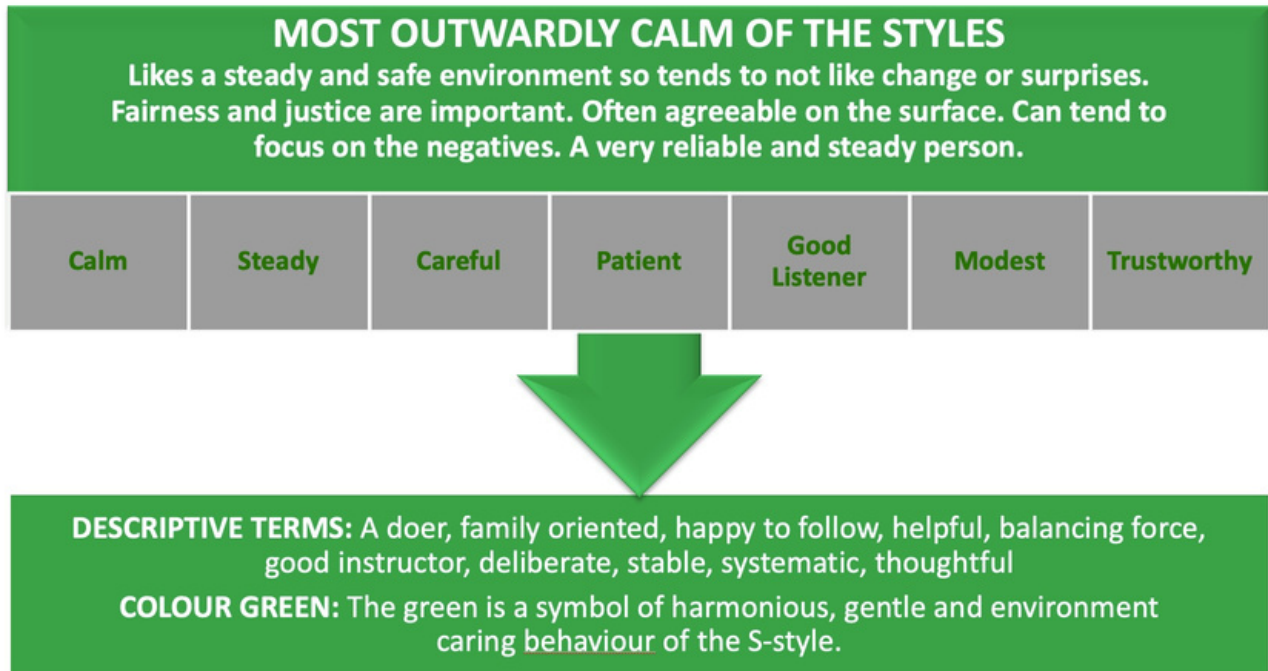 MOST OUTWARDLY CALM OF THE STYLES
Likes a steady and safe environment so tends to not like change or surprises.
Fairness and justice are important. Often agreeable on the surface. Can tend to
focus on the negatives. A very reliable and steady person.
Calm
Steady
Careful
Patient
Good
Listener
Modest
Trustworthy
DESCRIPTIVE TERMS: A doer, family oriented, happy to follow, helpful, balancing force,
good instructor, deliberate, stable, systematic, thoughtful
COLOUR GREEN: The green is a symbol of harmonious, gentle and environment
caring behaviour of the S-style.